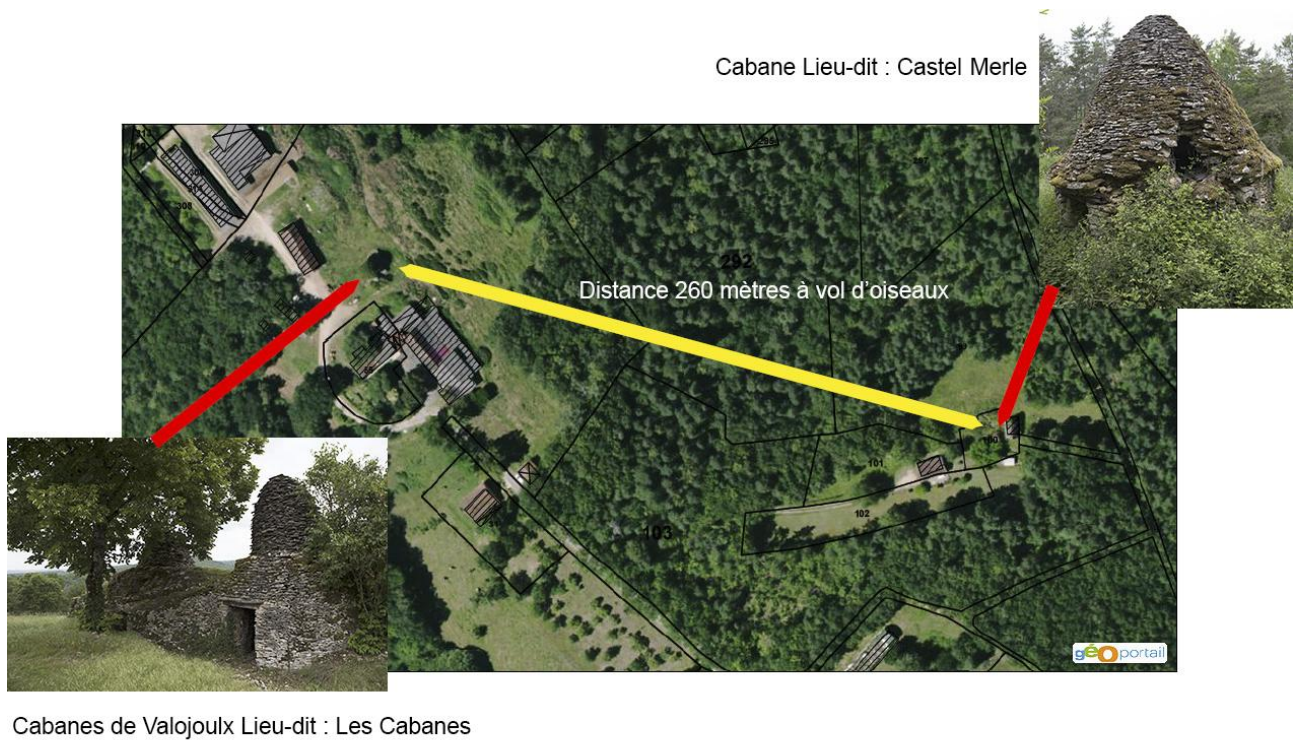 Cabane Lieu-dit : Castel Merle
308
292
Distance 260 mètres à vol d'oiseaux
101
102
103
géoportail
Cabanes de Valojoulx Lieu-dit : Les Cabanes